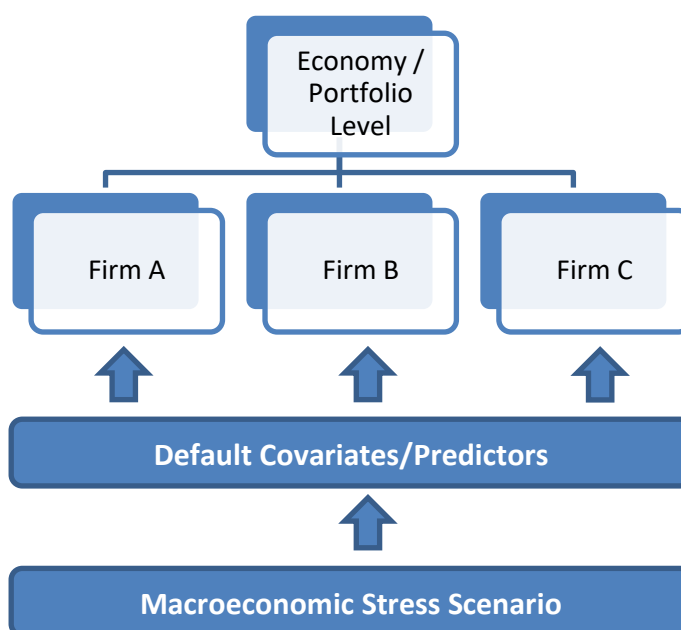 Economy /
Portfolio
Level
Firm A
Firm B
Firm C
Default Covariates/Predictors
Macroeconomic Stress Scenario